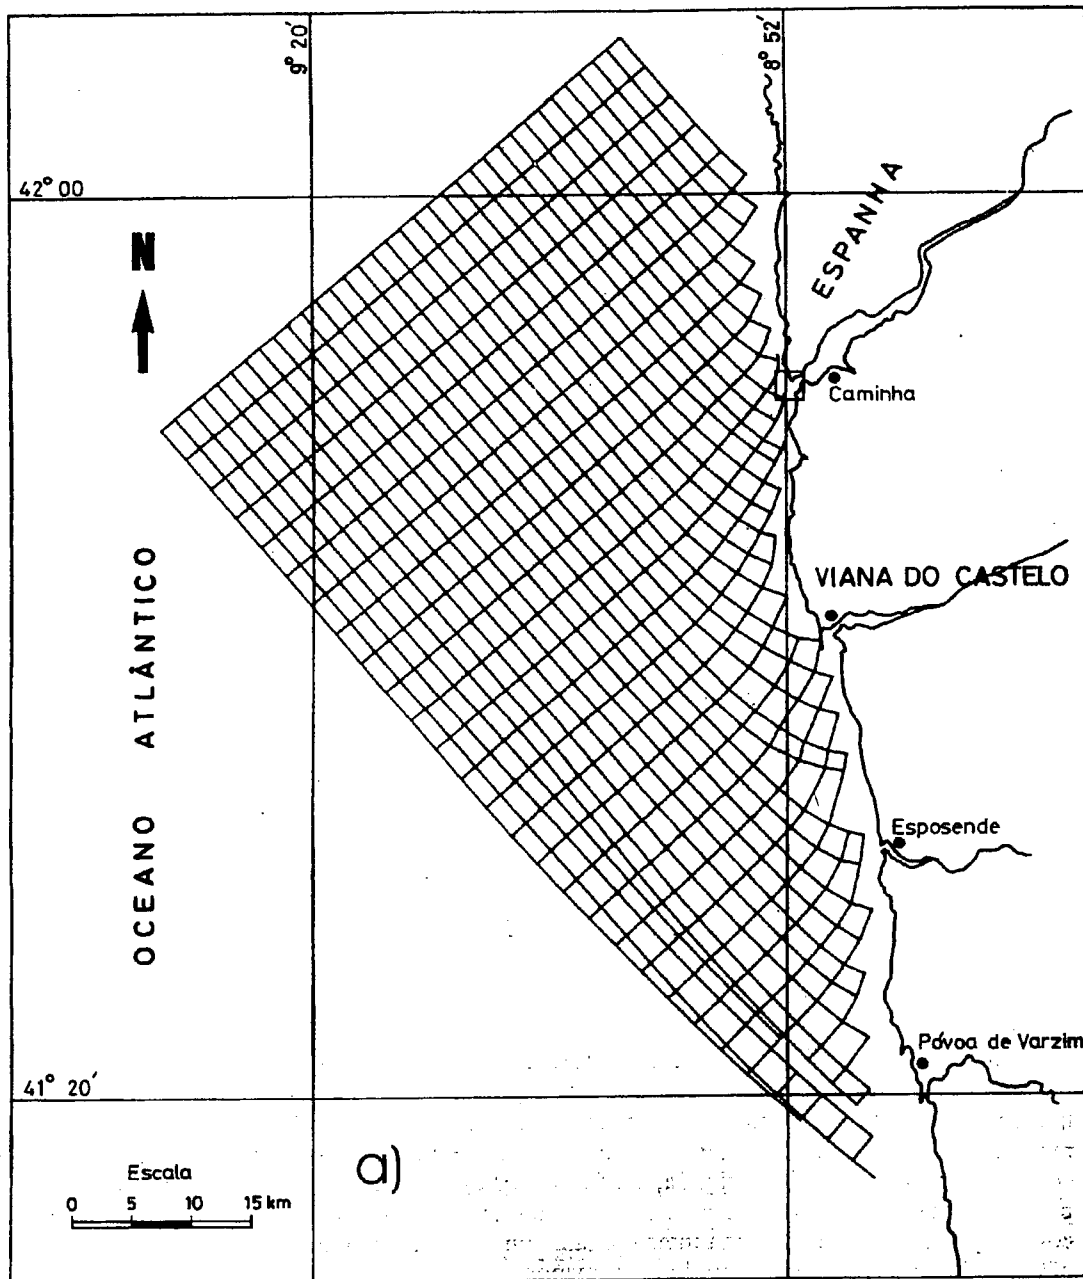 9° 20'
8° 52'
42° 00
N
ESPANHA
Caminha
OCEANO ATLÂNTICO
VIANA DO CASTELO
Esposende
Póvoa de Varzim
41° 20'
a)
Escala
0 5 10 15 km